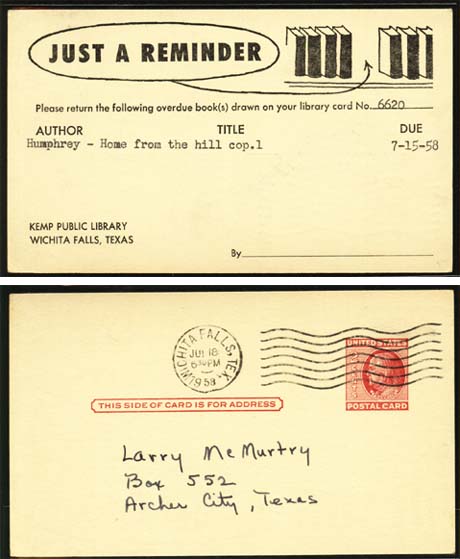 JUST A REMINDER
Please return the following overdue book(s) drawn on your library card No. 6620
AUTHOR TITLE DUE
Humphrey - Home from the hill cop.1 7-15-58
KEMP PUBLIC LIBRARY
WICHITA FALLS, TEXAS
By
WICHITA FALLS, TEX.
JUL 18
6 30 PM
1958
UNITED STATES
POSTAL CARD
THIS SIDE OF CARD IS FOR ADDRESS
Larry McMurtry
Box 552
Archer City, Texas